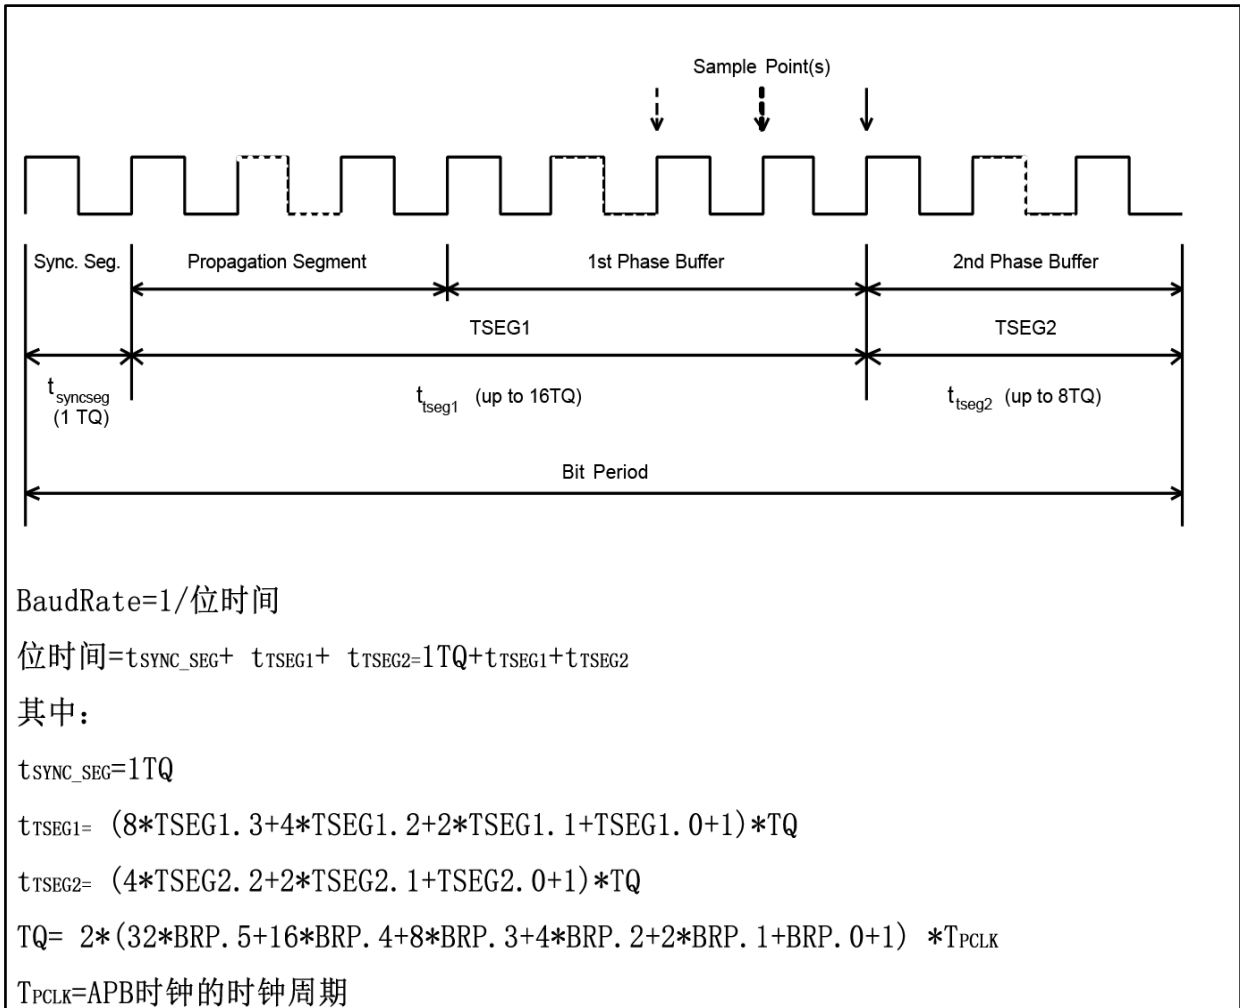 Sample Point(s)
Sync. Seg. Propagation Segment 1st Phase Buffer 2nd Phase Buffer
TSEG1 TSEG2
tsyncseg (1 TQ) ttseg1 (up to 16TQ) ttseg2 (up to 8TQ)
Bit Period
BaudRate=1/位时间
位时间=tSYNC_SEG+ tTSEG1+ tTSEG2=1TQ+tTSEG1+tTSEG2
其中:
tSYNC_SEG=1TQ
tTSEG1= (8*TSEG1.3+4*TSEG1.2+2*TSEG1.1+TSEG1.0+1)*TQ
tTSEG2= (4*TSEG2.2+2*TSEG2.1+TSEG2.0+1)*TQ
TQ= 2*(32*BRP.5+16*BRP.4+8*BRP.3+4*BRP.2+2*BRP.1+BRP.0+1) *TPCLK
TPCLK=APB时钟的时钟周期